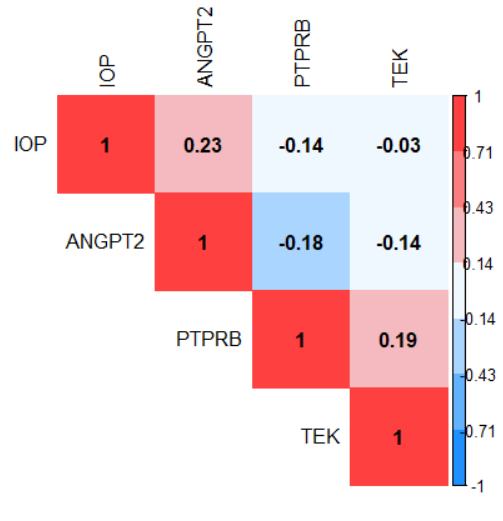 IOP
ANGPT2
PTPRB
TEK
IOP 1 0.23 -0.14 -0.03
ANGPT2 1 -0.18 -0.14
PTPRB 1 0.19
TEK 1
1
0.71
0.43
0.14
-0.14
-0.43
-0.71
-1